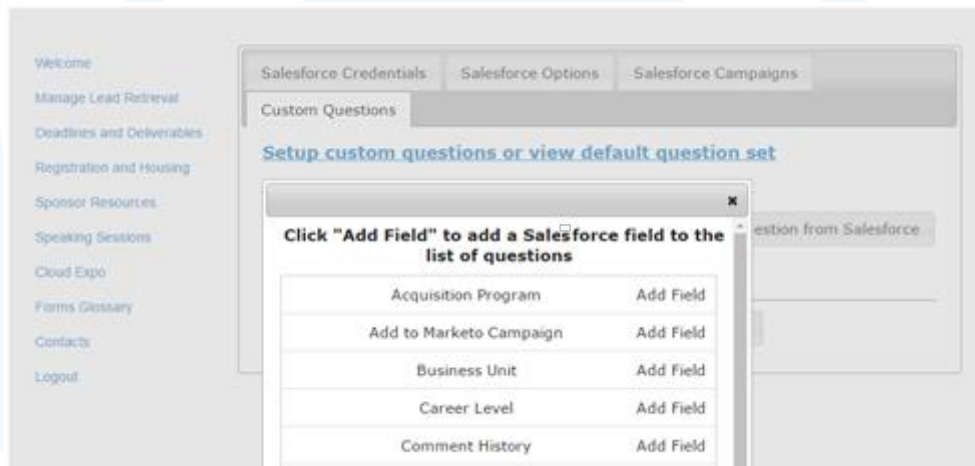 Welcome
Manage Lead Retrieval
Deadlines and Deliverables
Registration and Housing
Sponsor Resources
Speaking Sessions
Cloud Expo
Forms Glossary
Contacts
Logout
Salesforce Credentials Salesforce Options Salesforce Campaigns
Custom Questions
Setup custom questions or view default question set
estion from Salesforce
Click "Add Field" to add a Salesforce field to the
list of questions
Acquisition Program Add Field
Add to Marketo Campaign Add Field
Business Unit Add Field
Career Level Add Field
Comment History Add Field